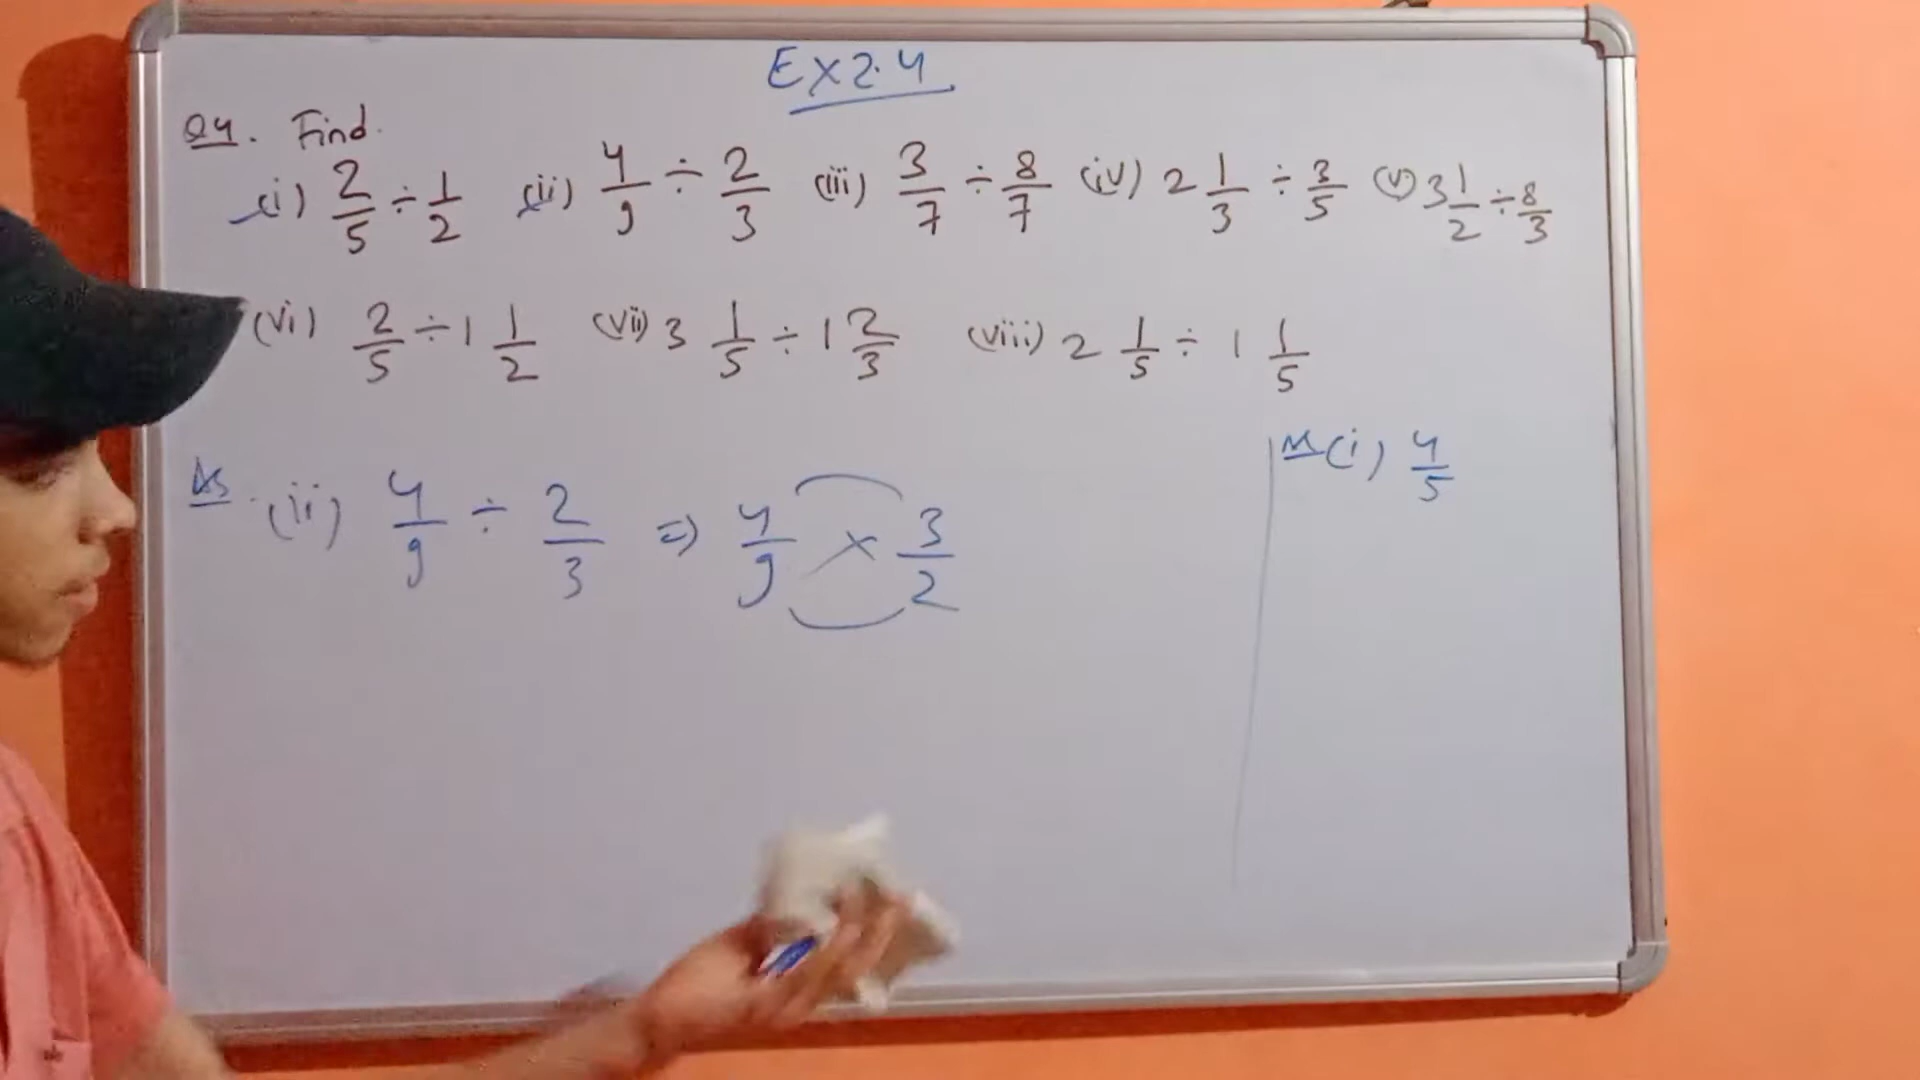 Ex 2.4
Q4. Find.
(i) 2/5 ÷ 1/2 (ii) 4/9 ÷ 2/3 (iii) 3/7 ÷ 8/7 (iv) 2 1/3 ÷ 3/5 (v) 3 1/2 ÷ 8/3
(vi) 2/5 ÷ 1 1/2 (vii) 3 1/5 ÷ 1 2/3 (viii) 2 1/5 ÷ 1 1/5
(i) 4/5
(ii) 4/9 ÷ 2/3 => 4/9 × 3/2